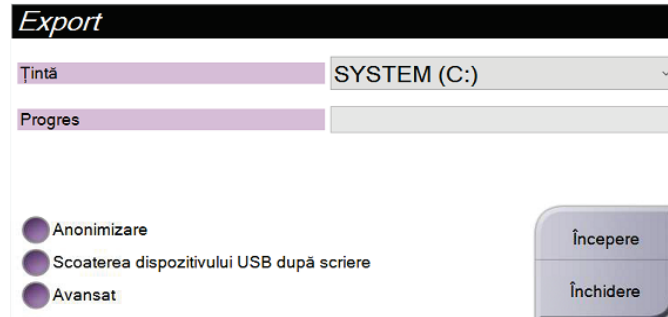 Export
Țintă SYSTEM (C:)
Progres
Anonimizare
Scoaterea dispozitivului USB după scriere
Avansat
Începere
Închidere